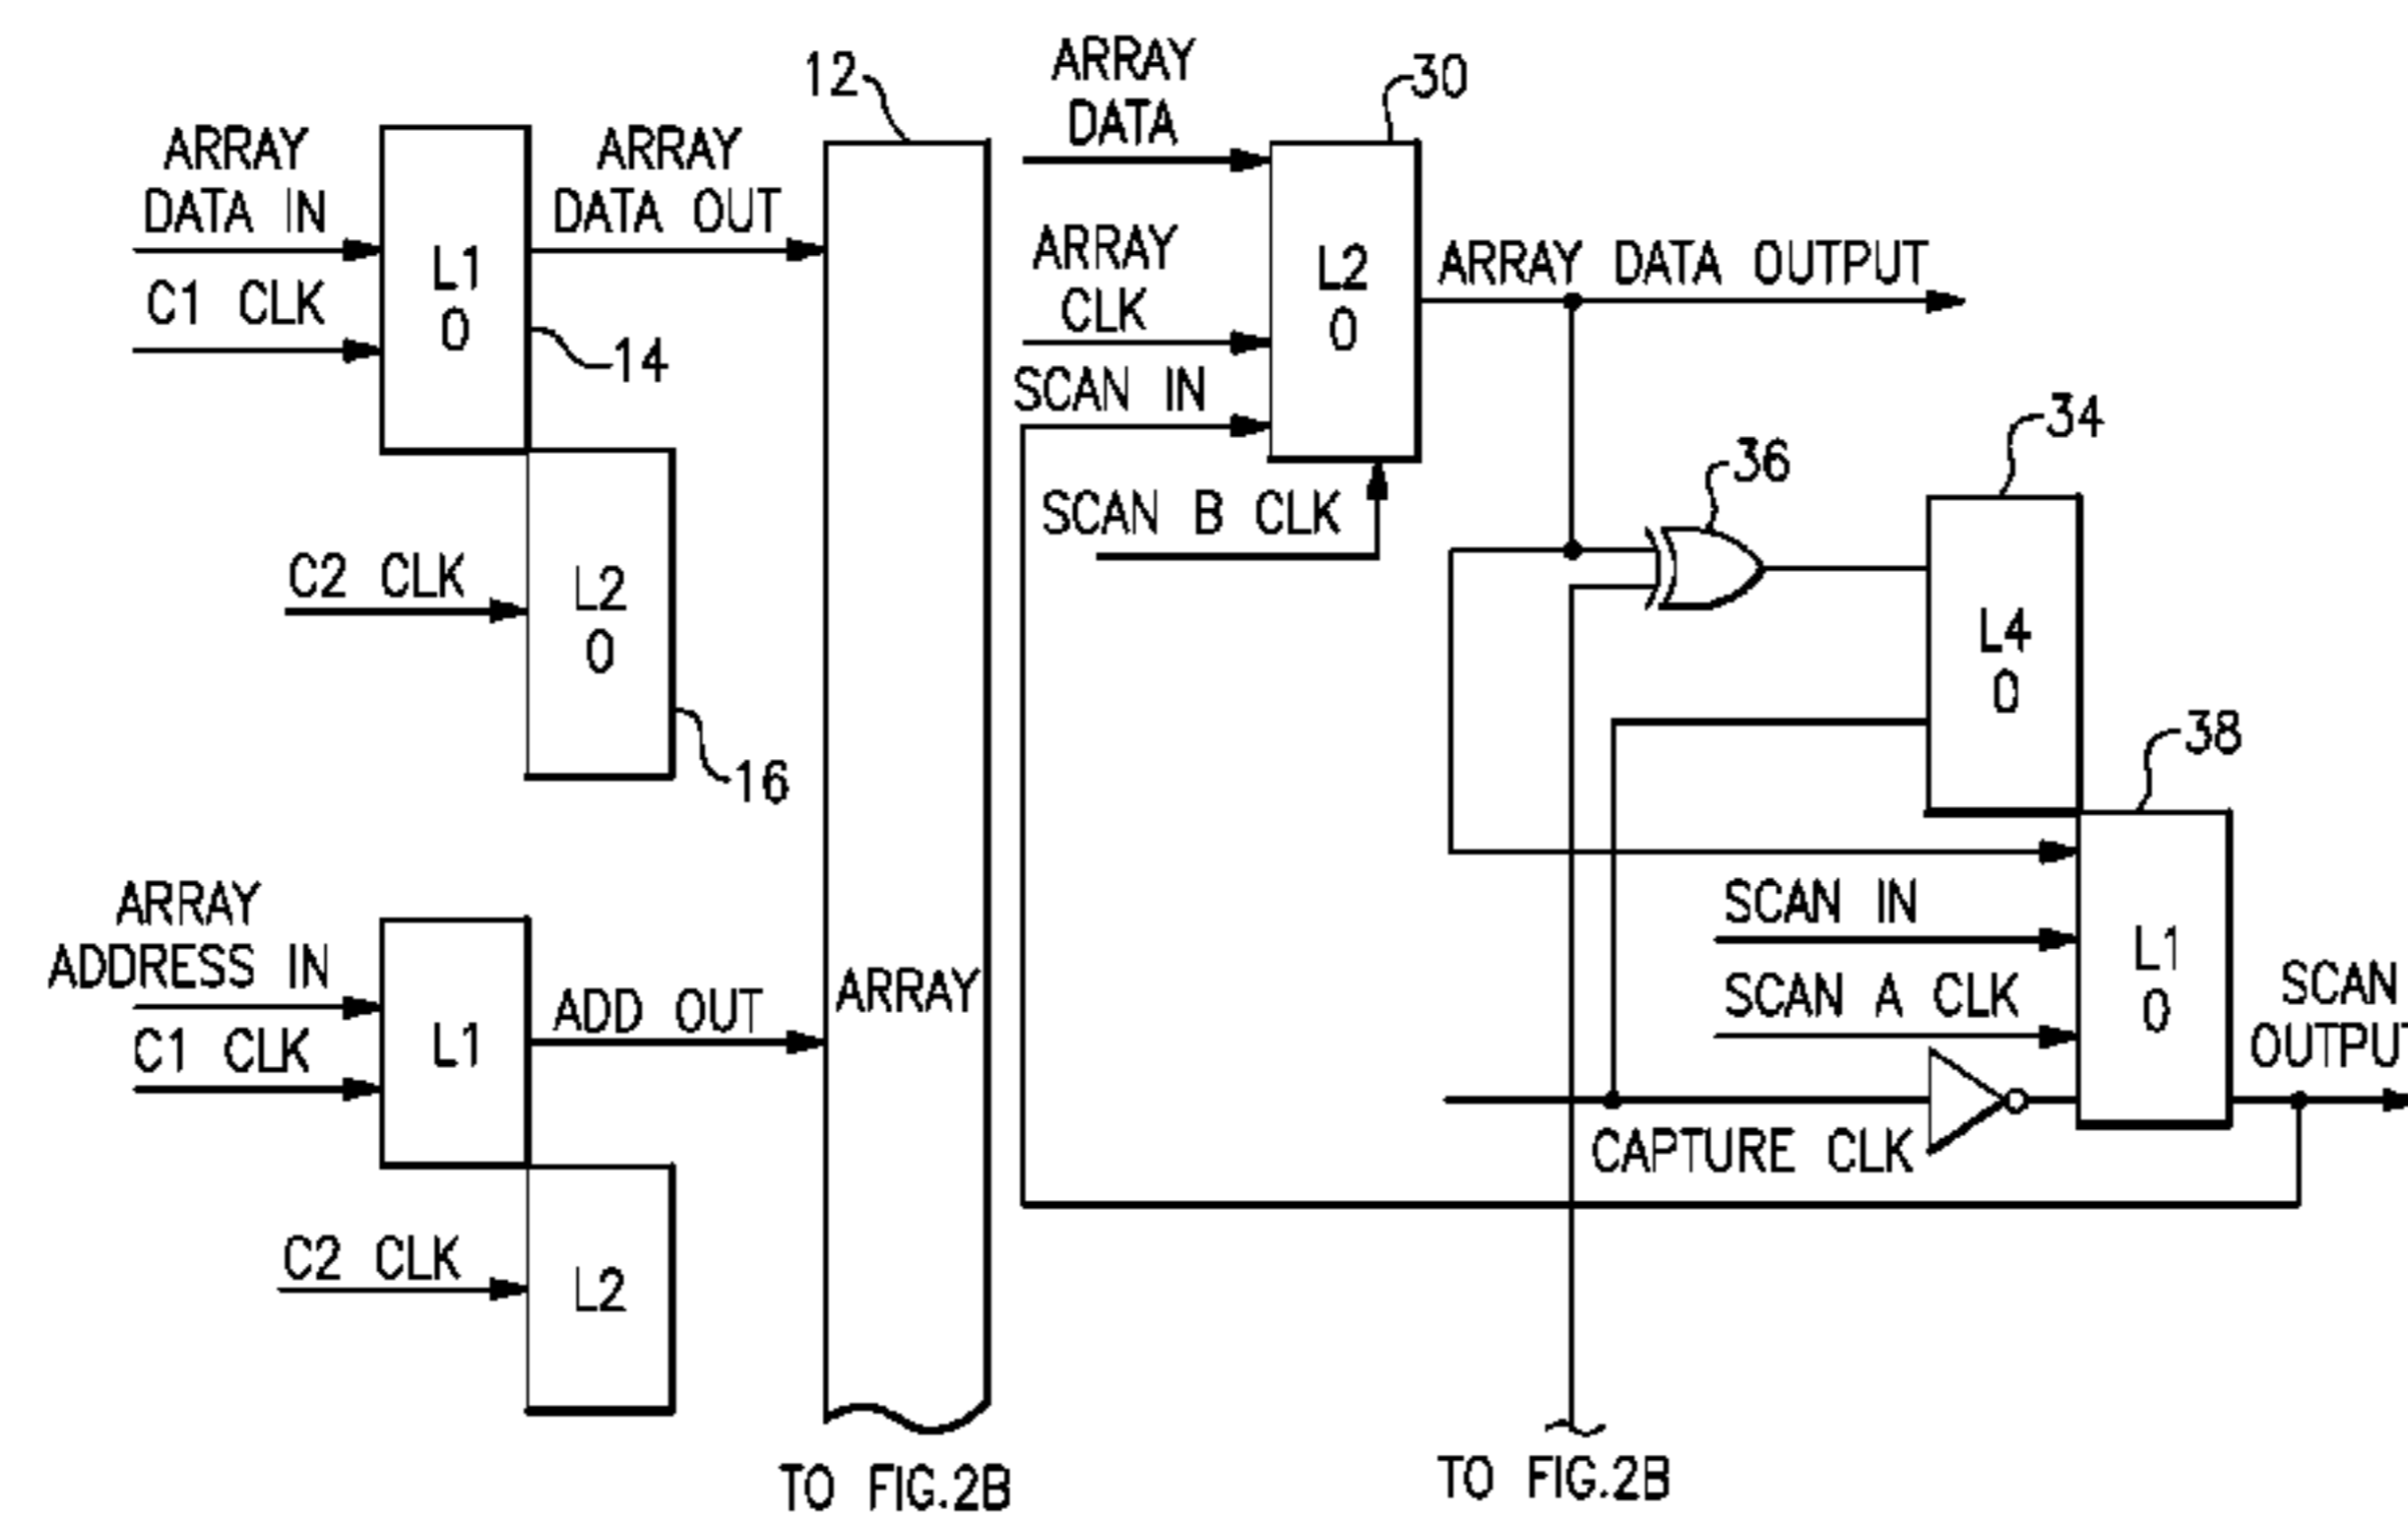 12
ARRAY
DATA
30
ARRAY
DATA IN
ARRAY
DATA OUT
L1
0
C1 CLK
14
ARRAY
CLK
L2
0
ARRAY DATA OUTPUT
SCAN IN
SCAN B CLK
C2 CLK
L2
0
16
36
34
L4
0
38
ARRAY
ADDRESS IN
C1 CLK
L1
ADD OUT
ARRAY
SCAN IN
SCAN A CLK
L1
0
SCAN
OUTPUT
CAPTURE CLK
C2 CLK
L2
TO FIG.2B
TO FIG.2B